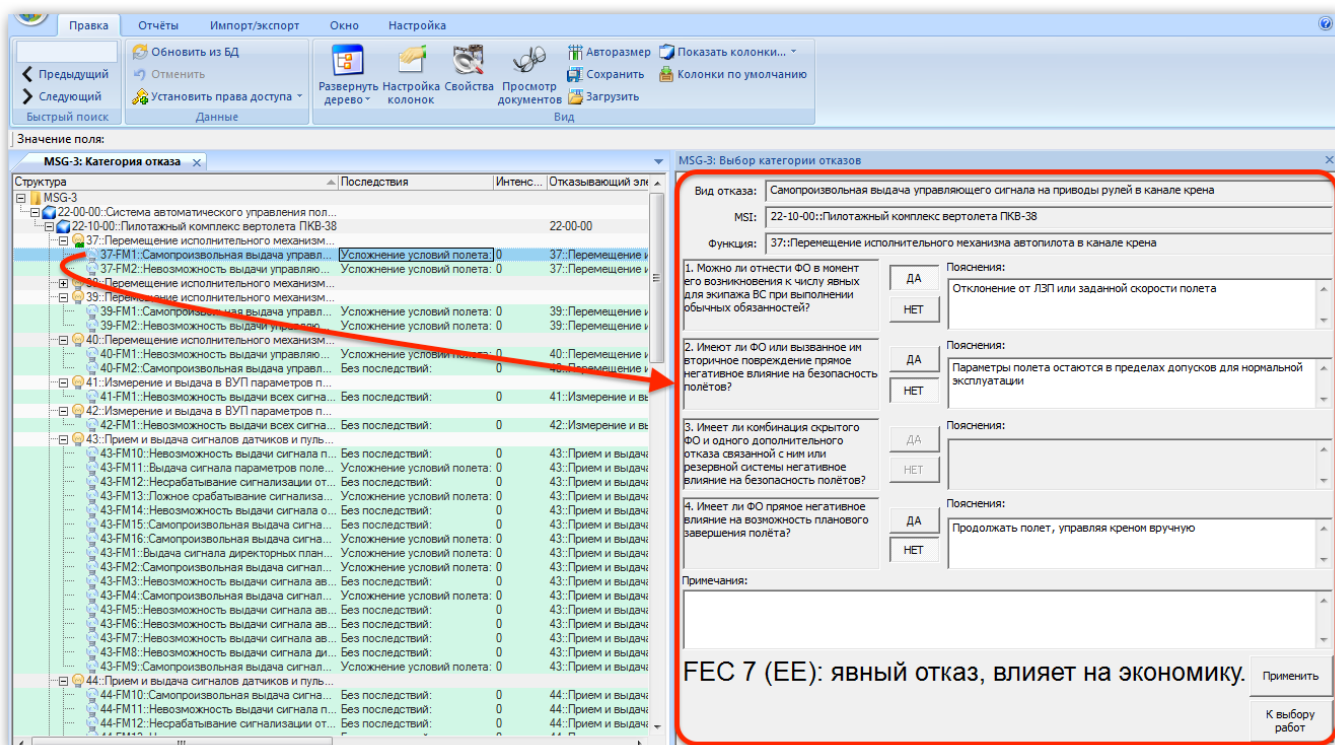 Правка Отчёты Импорт/экспорт Окно Настройка
Предыдущий
Следующий
Быстрый поиск
Обновить из БД
Отменить
Установить права доступа
Данные
Развернуть дерево
Настройка колонок
Свойства
Просмотр документов
Авторазмер
Сохранить
Загрузить
Показать колонки...
Колонки по умолчанию
Вид
Значение поля:
MSG-3: Категория отказа
Структура Последствия Интенс... Отказывающий эле
MSG-3
22-00-00::Система автоматического управления пол...
22-10-00::Пилотажный комплекс вертолета ПКВ-38 22-00-00
37::Перемещение исполнительного механизм...
37-FM1::Самопроизвольная выдача управл... Усложнение условий полета: 0 37::Перемещение и
37-FM2::Невозможность выдачи управляю... Усложнение условий полета: 0 37::Перемещение и
38::Перемещение исполнительного механизм...
39::Перемещение исполнительного механизм...
39-FM1::Самопроизвольная выдача управл... Усложнение условий полета: 0 39::Перемещение и
39-FM2::Невозможность выдачи управляю... Усложнение условий полета: 0 39::Перемещение и
40::Перемещение исполнительного механизм...
40-FM1::Невозможность выдачи управляю... Усложнение условий полета: 0 40::Перемещение и
40-FM2::Самопроизвольная выдача управл... Без последствий: 0 40::Перемещение и
41::Измерение и выдача в ВУП параметров п...
41-FM1::Невозможность выдачи всех сигна... Без последствий: 0 41::Измерение и вы
42::Измерение и выдача в ВУП параметров п...
42-FM1::Невозможность выдачи всех сигна... Без последствий: 0 42::Измерение и вы
43::Прием и выдача сигналов датчиков и пуль...
43-FM10::Невозможность выдачи сигнала п... Без последствий: 0 43::Прием и выдача
43-FM11::Выдача сигнала параметров поле... Усложнение условий полета: 0 43::Прием и выдача
43-FM12::Несрабатывание сигнализации от... Без последствий: 0 43::Прием и выдача
43-FM13::Ложное срабатывание сигнализа... Усложнение условий полета: 0 43::Прием и выдача
43-FM14::Невозможность выдачи сигнала о... Без последствий: 0 43::Прием и выдача
43-FM15::Самопроизвольная выдача сигна... Усложнение условий полета: 0 43::Прием и выдача
43-FM16::Самопроизвольная выдача сигна... Усложнение условий полета: 0 43::Прием и выдача
43-FM1::Выдача сигнала директорных план... Усложнение условий полета: 0 43::Прием и выдача
43-FM2::Самопроизвольная выдача сигнал... Усложнение условий полета: 0 43::Прием и выдача
43-FM3::Невозможность выдачи сигнала ав... Без последствий: 0 43::Прием и выдача
43-FM4::Самопроизвольная выдача сигнал... Усложнение условий полета: 0 43::Прием и выдача
43-FM5::Невозможность выдачи сигнала ав... Без последствий: 0 43::Прием и выдача
43-FM6::Невозможность выдачи сигнала ав... Без последствий: 0 43::Прием и выдача
43-FM7::Невозможность выдачи сигнала ав... Без последствий: 0 43::Прием и выдача
43-FM8::Невозможность выдачи сигнала ди... Без последствий: 0 43::Прием и выдача
43-FM9::Самопроизвольная выдача сигнал... Усложнение условий полета: 0 43::Прием и выдача
44::Прием и выдача сигналов датчиков и пуль...
44-FM10::Самопроизвольная выдача сигна... Без последствий: 0 44::Прием и выдача
44-FM11::Невозможность выдачи сигнала п... Без последствий: 0 44::Прием и выдача
44-FM12::Несрабатывание сигнализации от... Без последствий: 0 44::Прием и выдача
MSG-3: Выбор категории отказов
Вид отказа: Самопроизвольная выдача управляющего сигнала на приводы рулей в канале крена
MSI: 22-10-00::Пилотажный комплекс вертолета ПКВ-38
Функция: 37::Перемещение исполнительного механизма автопилота в канале крена
1. Можно ли отнести ФО в момент
его возникновения к числу явных
для экипажа ВС при выполнении
обычных обязанностей?
ДА
НЕТ
Пояснения:
Отклонение от ЛЗП или заданной скорости полета
2. Имеют ли ФО или вызванное им
вторичное повреждение прямое
негативное влияние на безопасность
полётов?
ДА
НЕТ
Пояснения:
Параметры полета остаются в пределах допусков для нормальной
эксплуатации
3. Имеет ли комбинация скрытого
ФО и одного дополнительного
отказа связанной с ним или
резервной системы негативное
влияние на безопасность полётов?
ДА
НЕТ
Пояснения:
4. Имеет ли ФО прямое негативное
влияние на возможность планового
завершения полёта?
ДА
НЕТ
Пояснения:
Продолжать полет, управляя креном вручную
Примечания:
FEC 7 (EE): явный отказ, влияет на экономику.
Применить
К выбору
работ